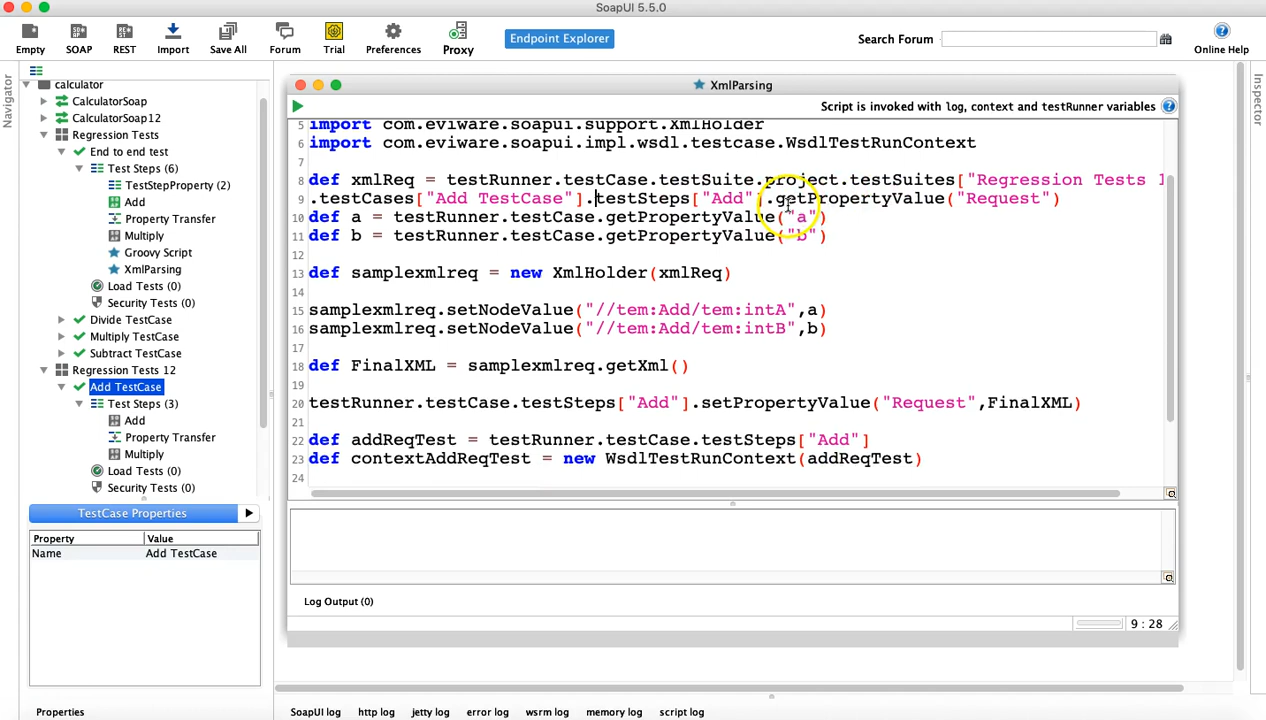 SoapUI 5.5.0
Empty SOAP REST Import Save All Forum Trial Preferences Proxy Endpoint Explorer Search Forum Online Help
Navigator
calculator
CalculatorSoap
CalculatorSoap12
Regression Tests
End to end test
Test Steps (6)
TestStepProperty (2)
Add
Property Transfer
Multiply
Groovy Script
XmlParsing
Load Tests (0)
Security Tests (0)
Divide TestCase
Multiply TestCase
Subtract TestCase
Regression Tests 12
Add TestCase
Test Steps (3)
Add
Property Transfer
Multiply
Load Tests (0)
Security Tests (0)
TestCase Properties
Property Value
Name Add TestCase
Properties
XmlParsing
Script is invoked with log, context and testRunner variables
5 import com.eviware.soapui.support.XmlHolder
6 import com.eviware.soapui.impl.wsdl.testcase.WsdlTestRunContext
7
8 def xmlReq = testRunner.testCase.testSuite.project.testSuites["Regression Tests 1
9 .testCases["Add TestCase"].testSteps["Add"].getPropertyValue("Request")
10 def a = testRunner.testCase.getPropertyValue("a")
11 def b = testRunner.testCase.getPropertyValue("b")
12
13 def samplexmlreq = new XmlHolder(xmlReq)
14
15 samplexmlreq.setNodeValue("//tem:Add/tem:intA",a)
16 samplexmlreq.setNodeValue("//tem:Add/tem:intB",b)
17
18 def FinalXML = samplexmlreq.getXml()
19
20 testRunner.testCase.testSteps["Add"].setPropertyValue("Request",FinalXML)
21
22 def addReqTest = testRunner.testCase.testSteps["Add"]
23 def contextAddReqTest = new WsdlTestRunContext(addReqTest)
24
Log Output (0)
9 : 28
Inspector
SoapUI log http log jetty log error log wsrm log memory log script log